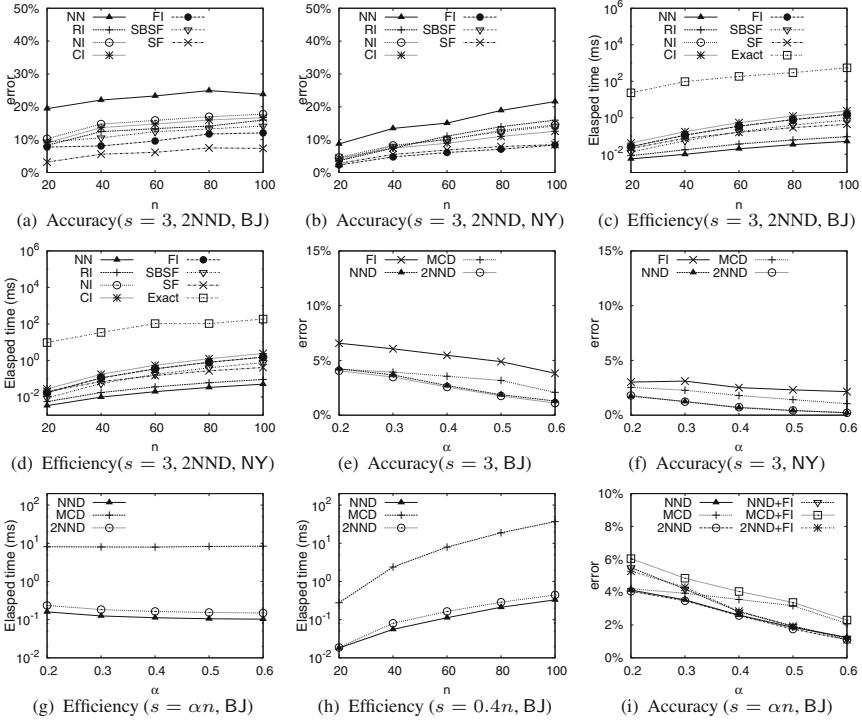 50%
40%
30%
20%
10%
0%
error
NN
RI
NI
CI
FI
SBSF
SF
20 40 60 80 100
n
(a) Accuracy(s = 3, 2NND, BJ)
50%
40%
30%
20%
10%
0%
error
NN
RI
NI
CI
FI
SBSF
SF
20 40 60 80 100
n
(b) Accuracy(s = 3, 2NND, NY)
10^6
10^4
10^2
10^0
10^-2
Elasped time (ms)
NN
RI
NI
CI
FI
SBSF
SF
Exact
20 40 60 80 100
n
(c) Efficiency(s = 3, 2NND, BJ)
10^6
10^4
10^2
10^0
10^-2
Elasped time (ms)
NN
RI
NI
CI
FI
SBSF
SF
Exact
20 40 60 80 100
n
(d) Efficiency(s = 3, 2NND, NY)
15%
10%
5%
0%
error
FI
NND
MCD
2NND
0.2 0.3 0.4 0.5 0.6
α
(e) Accuracy(s = 3, BJ)
15%
10%
5%
0%
error
FI
NND
MCD
2NND
0.2 0.3 0.4 0.5 0.6
α
(f) Accuracy(s = 3, NY)
10^2
10^1
10^0
10^-1
10^-2
Elasped time (ms)
NND
MCD
2NND
0.2 0.3 0.4 0.5 0.6
α
(g) Efficiency (s = αn, BJ)
10^2
10^1
10^0
10^-1
10^-2
Elasped time (ms)
NND
MCD
2NND
20 40 60 80 100
n
(h) Efficiency (s = 0.4n, BJ)
10%
8%
6%
4%
2%
0%
error
NND
MCD
2NND
NND+FI
MCD+FI
2NND+FI
0.2 0.3 0.4 0.5 0.6
α
(i) Accuracy (s = αn, BJ)